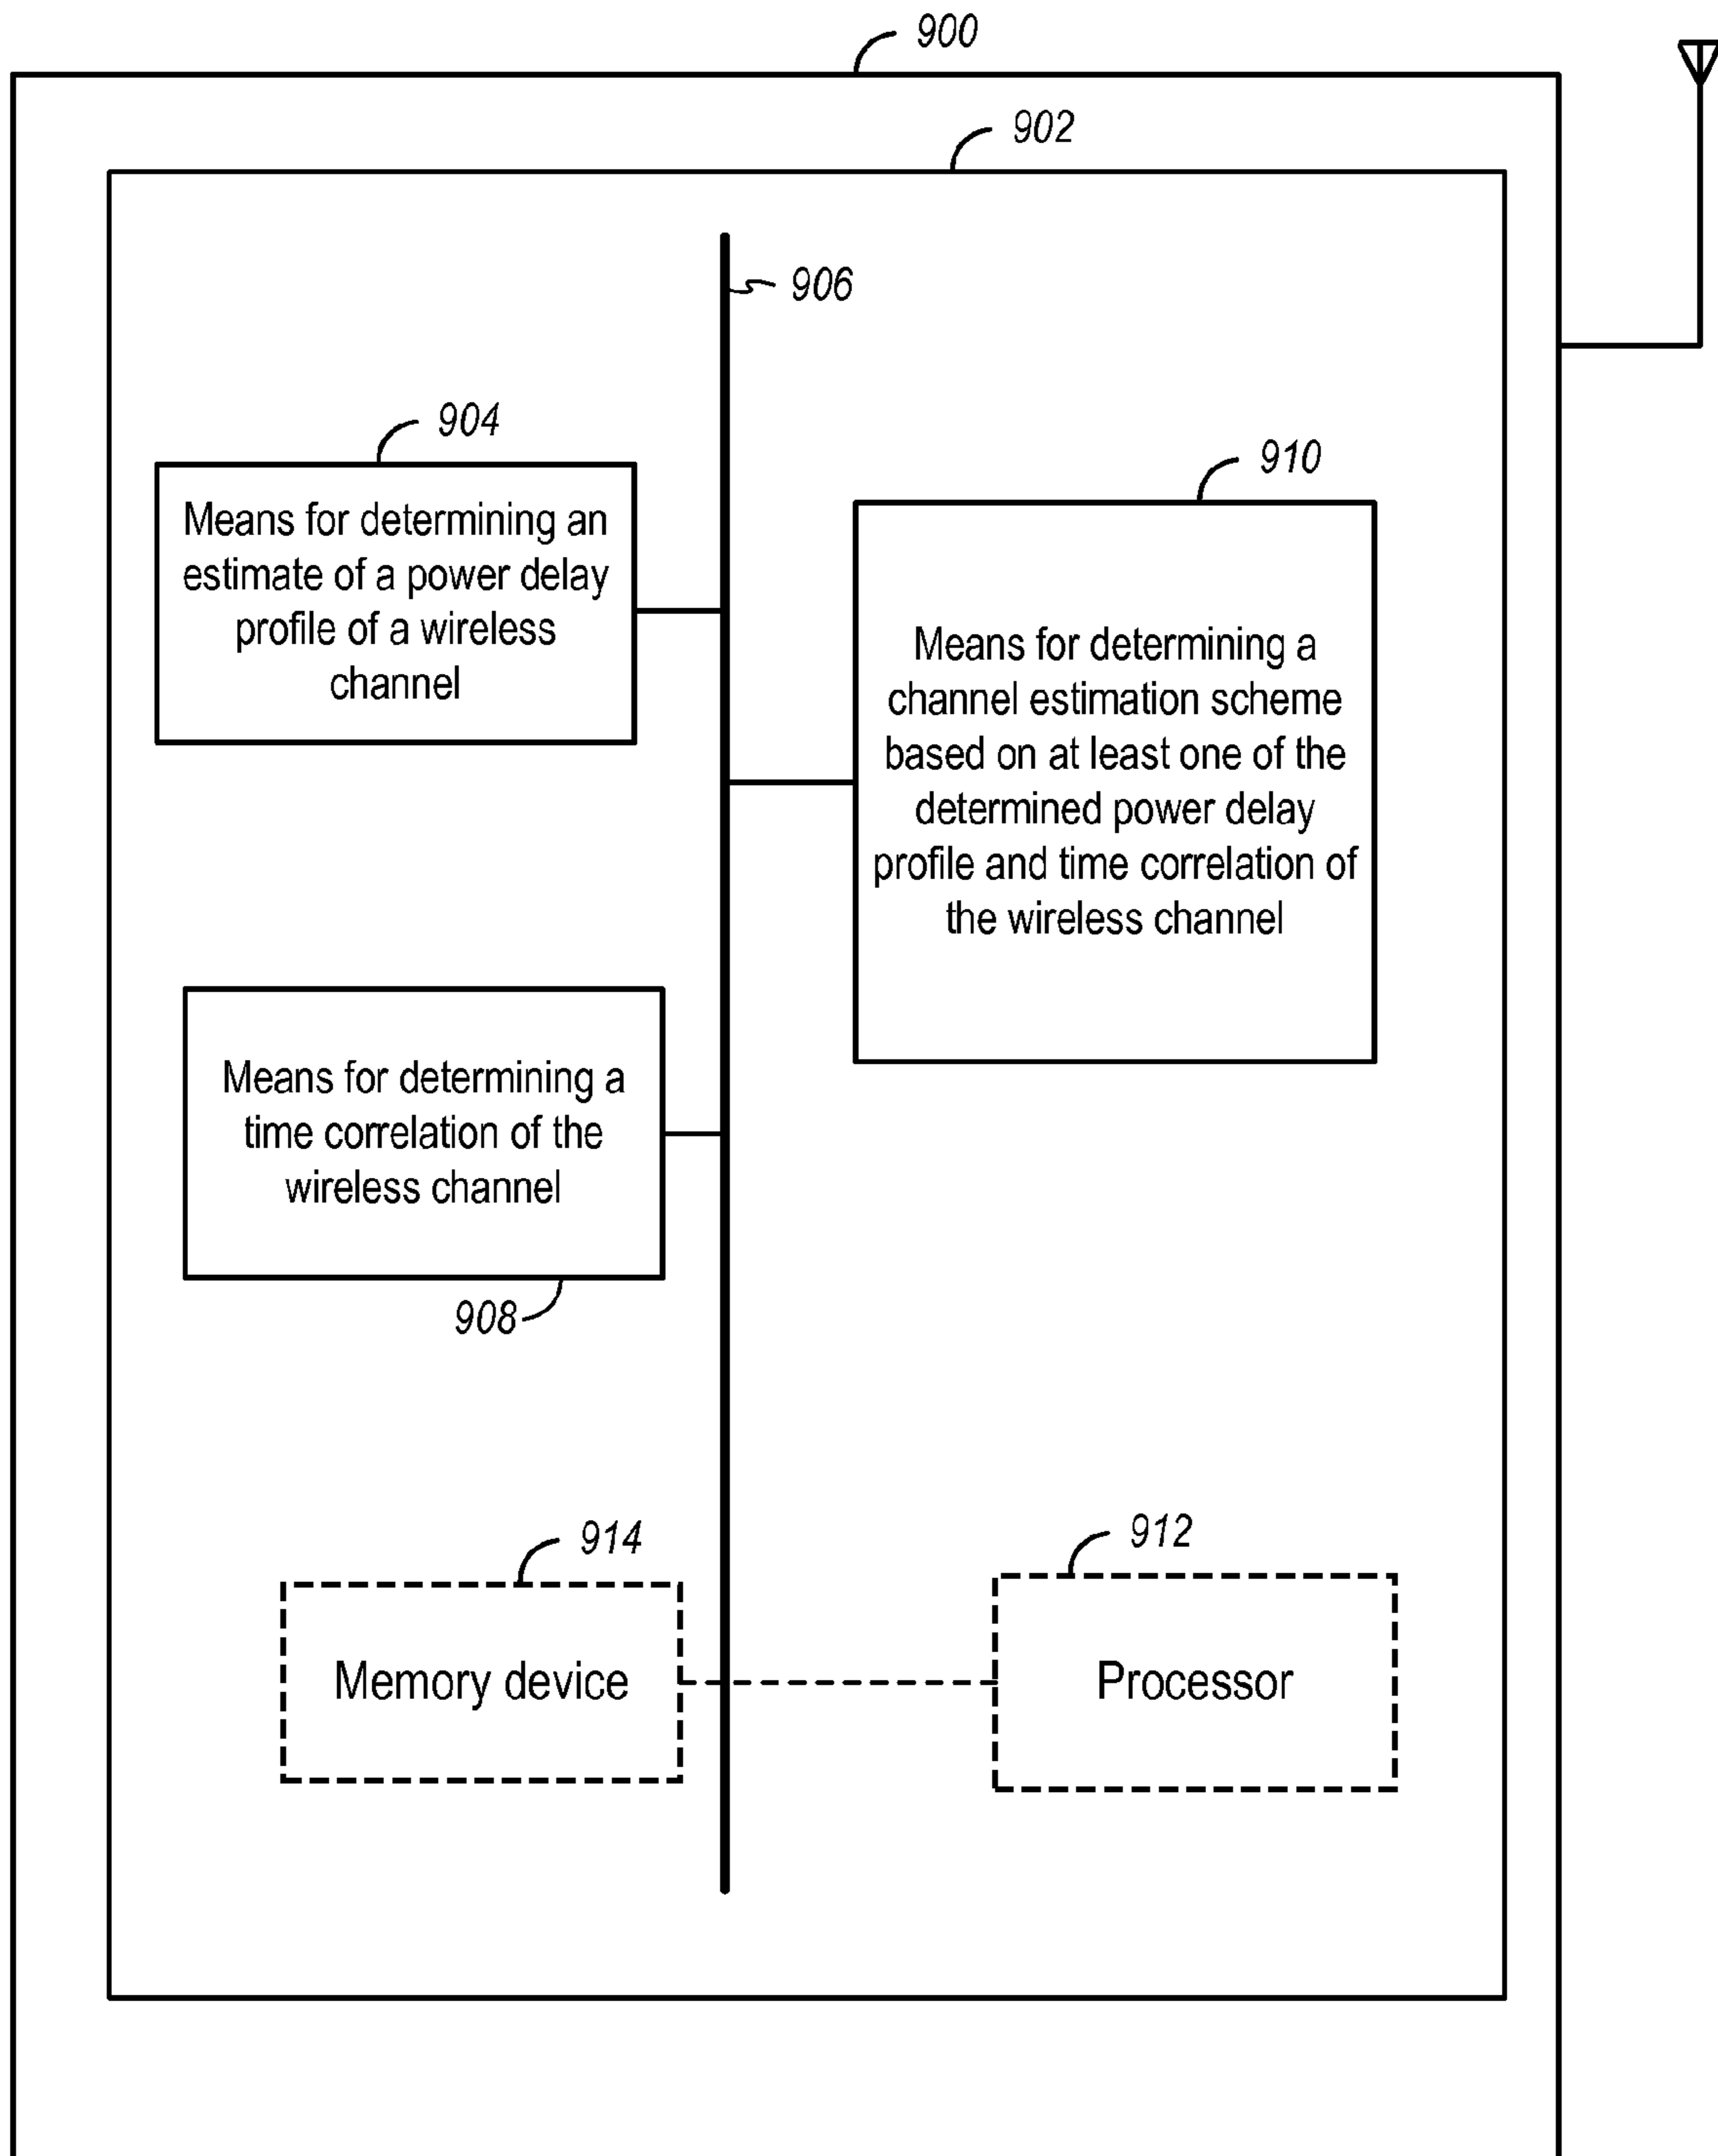 900
902
906
904
Means for determining an
estimate of a power delay
profile of a wireless
channel
910
Means for determining a
channel estimation scheme
based on at least one of the
determined power delay
profile and time correlation of
the wireless channel
Means for determining a
time correlation of the
wireless channel
908
914
Memory device
912
Processor